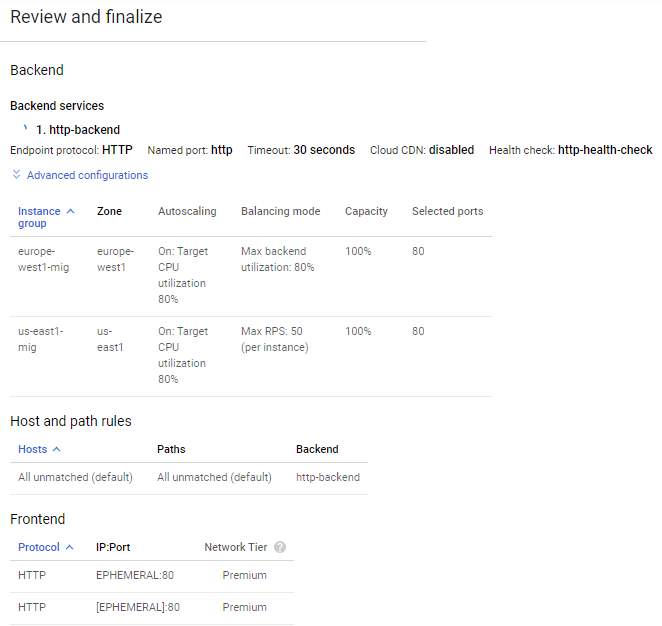 Review and finalize
Backend
Backend services
1. http-backend
Endpoint protocol: HTTP Named port: http Timeout: 30 seconds Cloud CDN: disabled Health check: http-health-check
Advanced configurations
Instance group Zone Autoscaling Balancing mode Capacity Selected ports
europe-west1-mig europe-west1 On: Target CPU utilization 80% Max backend utilization: 80% 100% 80
us-east1-mig us-east1 On: Target CPU utilization 80% Max RPS: 50 (per instance) 100% 80
Host and path rules
Hosts Paths Backend
All unmatched (default) All unmatched (default) http-backend
Frontend
Protocol IP:Port Network Tier ?
HTTP EPHEMERAL:80 Premium
HTTP [EPHEMERAL]:80 Premium